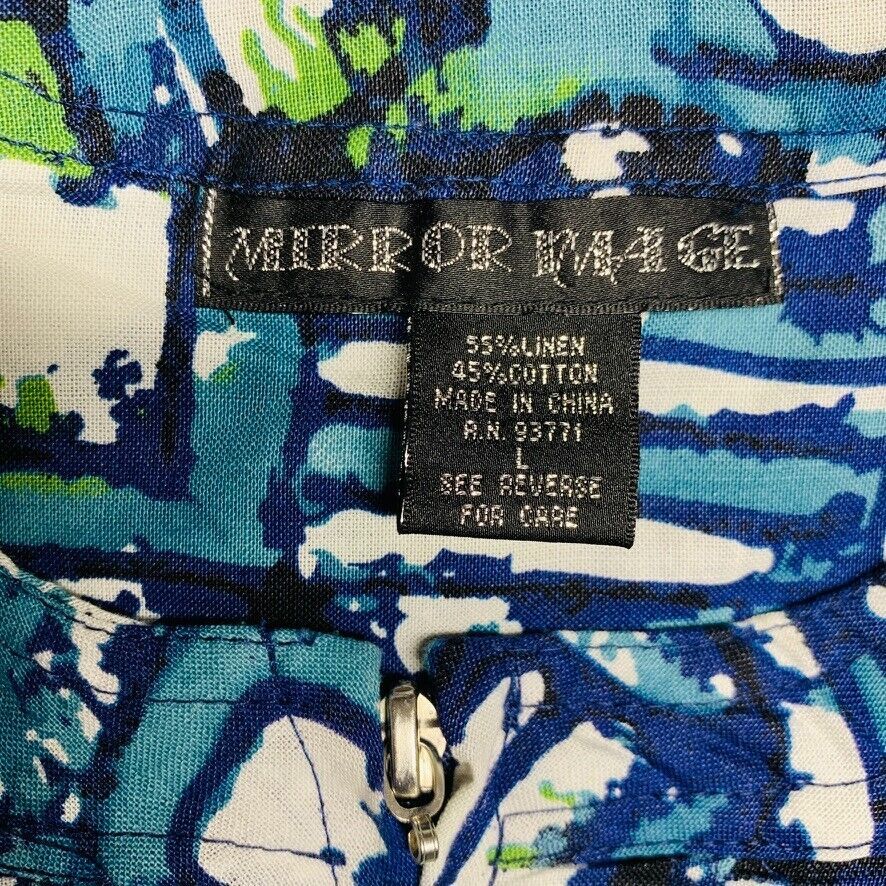 MIRROR IMAGE
55% LINEN
45% COTTON
MADE IN CHINA
R.N. 93771
L
SEE REVERSE
FOR CARE